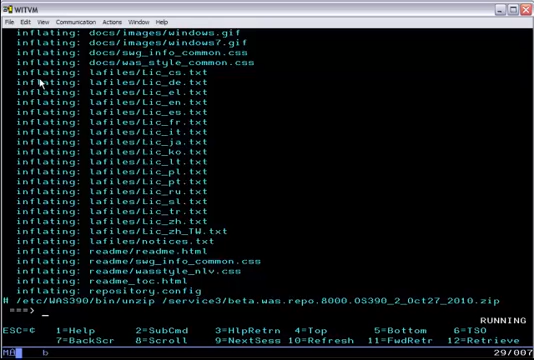 WITVM
File Edit View Communication Actions Window Help
inflating: docs/images/windows.gif
inflating: docs/images/windows7.gif
inflating: docs/swg_info_common.css
inflating: docs/was_style_common.css
inflating: lafiles/Lic_cs.txt
inflating: lafiles/Lic_de.txt
inflating: lafiles/Lic_el.txt
inflating: lafiles/Lic_en.txt
inflating: lafiles/Lic_es.txt
inflating: lafiles/Lic_fr.txt
inflating: lafiles/Lic_it.txt
inflating: lafiles/Lic_ja.txt
inflating: lafiles/Lic_ko.txt
inflating: lafiles/Lic_lt.txt
inflating: lafiles/Lic_pl.txt
inflating: lafiles/Lic_pt.txt
inflating: lafiles/Lic_ru.txt
inflating: lafiles/Lic_sl.txt
inflating: lafiles/Lic_tr.txt
inflating: lafiles/Lic_zh.txt
inflating: lafiles/Lic_zh_TW.txt
inflating: lafiles/notices.txt
inflating: readme/readme.html
inflating: readme/swg_info_common.css
inflating: readme/wasstyle_nlv.css
inflating: readme_toc.html
inflating: repository.config
# /etc/WAS390/bin/unzip /service3/beta.was.repo.8000.OS390_2_Oct27_2010.zip
===> _
RUNNING
ESC=¢ 1=Help 2=SubCmd 3=HlpRetrn 4=Top 5=Bottom 6=TSO
7=BackScr 8=Scroll 9=NextSess 10=Refresh 11=FwdRetr 12=Retrieve
b 29/007